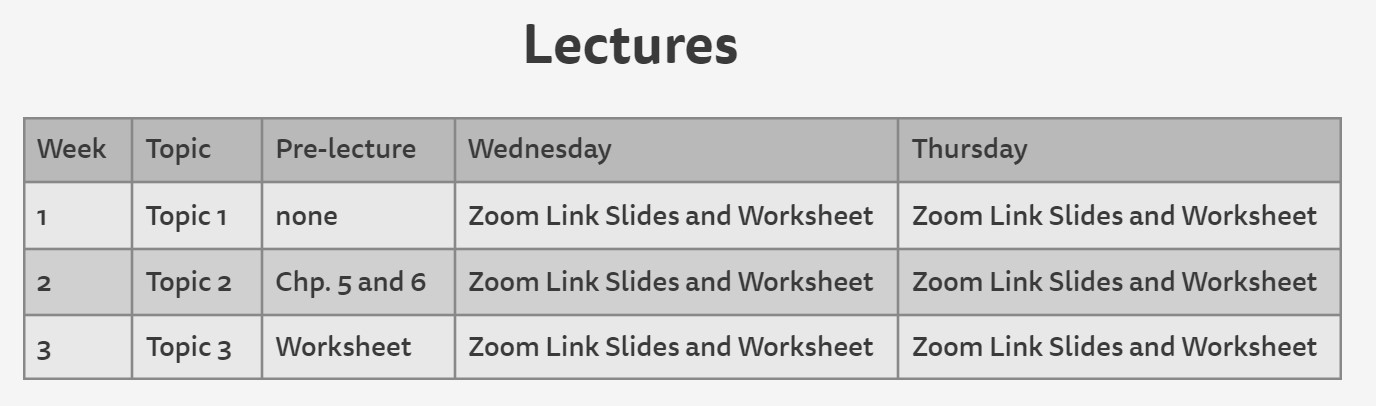 Lectures
Week Topic Pre-lecture Wednesday Thursday
1 Topic 1 none Zoom Link Slides and Worksheet Zoom Link Slides and Worksheet
2 Topic 2 Chp. 5 and 6 Zoom Link Slides and Worksheet Zoom Link Slides and Worksheet
3 Topic 3 Worksheet Zoom Link Slides and Worksheet Zoom Link Slides and Worksheet